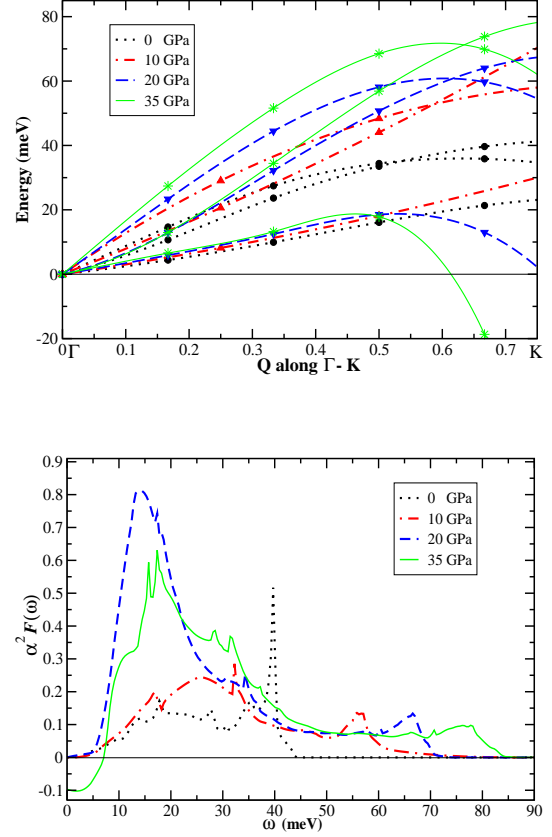 80
60
40
20
0
-20
Energy (meV)
0 GPa
10 GPa
20 GPa
35 GPa
0Γ 0.1 0.2 0.3 0.4 0.5 0.6 0.7 K
Q along Γ- K
0.9
0.8
0.7
0.6
0.5
0.4
0.3
0.2
0.1
0
-0.1
α² F(ω)
0 GPa
10 GPa
20 GPa
35 GPa
0 10 20 30 40 50 60 70 80 90
ω (meV)